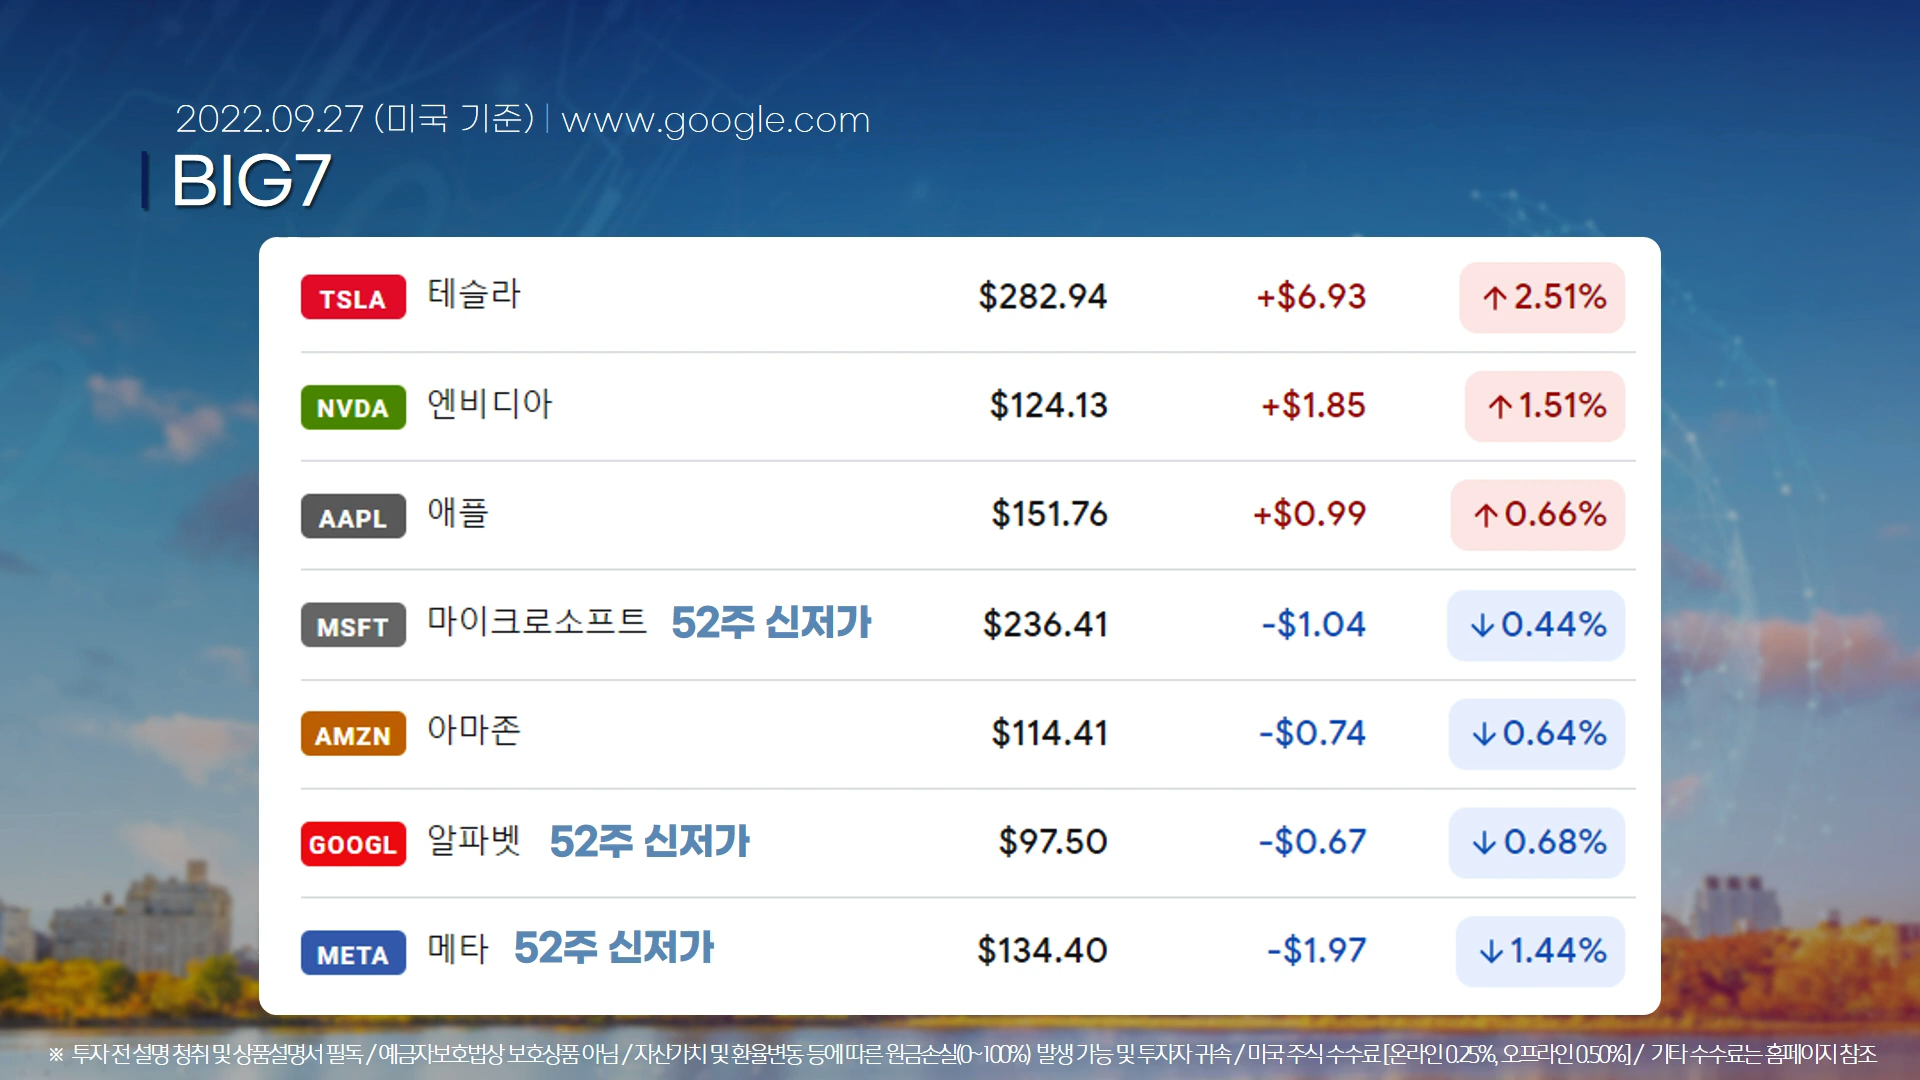 2022.09.27 (미국 기준) | www.google.com
BIG7
TSLA 테슬라 $282.94 +$6.93 ↑2.51%
NVDA 엔비디아 $124.13 +$1.85 ↑1.51%
AAPL 애플 $151.76 +$0.99 ↑0.66%
MSFT 마이크로소프트 52주 신저가 $236.41 -$1.04 ↓0.44%
AMZN 아마존 $114.41 -$0.74 ↓0.64%
GOOGL 알파벳 52주 신저가 $97.50 -$0.67 ↓0.68%
META 메타 52주 신저가 $134.40 -$1.97 ↓1.44%
※ 투자 전 설명 청취 및 상품설명서 필독 / 예금자보호법상 보호상품 아님 / 자산가치 및 환율변동 등에 따른 원금손실(0~100%) 발생 가능 및 투자자 귀속 / 미국 주식 수수료 [온라인 0.25%, 오프라인 0.50%] / 기타 수수료는 홈페이지 참조